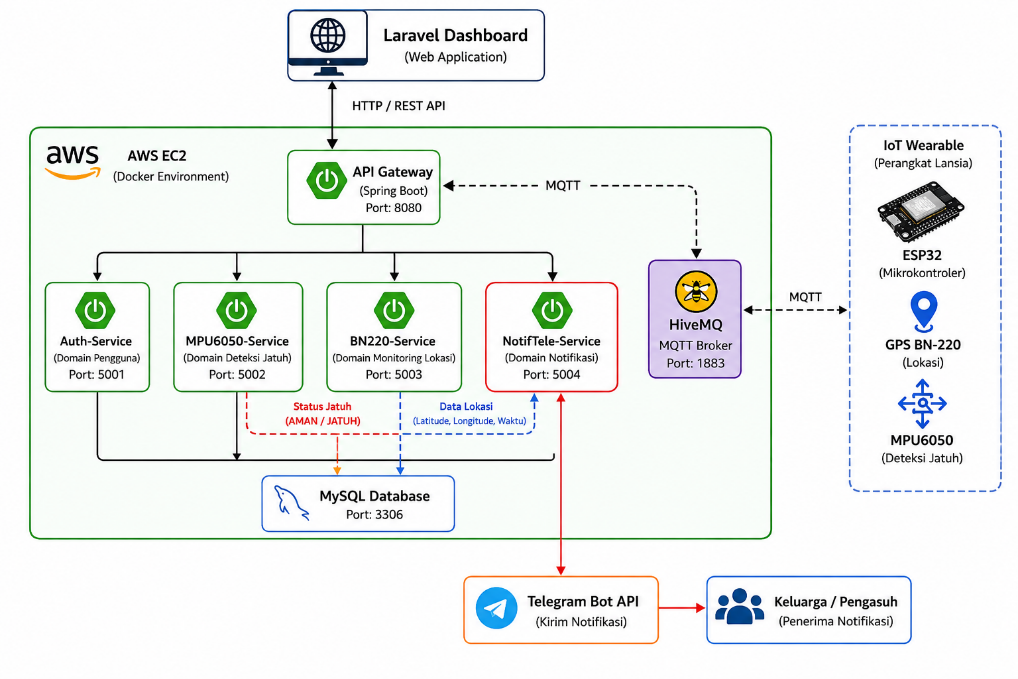 Laravel Dashboard
(Web Application)
HTTP / REST API
aws
AWS EC2
(Docker Environment)
API Gateway
(Spring Boot)
Port: 8080
MQTT
IoT Wearable
(Perangkat Lansia)
ESP32
(Mikrokontroler)
GPS BN-220
(Lokasi)
MPU6050
(Deteksi Jatuh)
MQTT
HiveMQ
MQTT Broker
Port: 1883
Auth-Service
(Domain Pengguna)
Port: 5001
MPU6050-Service
(Domain Deteksi Jatuh)
Port: 5002
BN220-Service
(Domain Monitoring Lokasi)
Port: 5003
NotifTele-Service
(Domain Notifikasi)
Port: 5004
Status Jatuh
(AMAN / JATUH)
Data Lokasi
(Latitude, Longitude, Waktu)
MySQL Database
Port: 3306
Telegram Bot API
(Kirim Notifikasi)
Keluarga / Pengasuh
(Penerima Notifikasi)